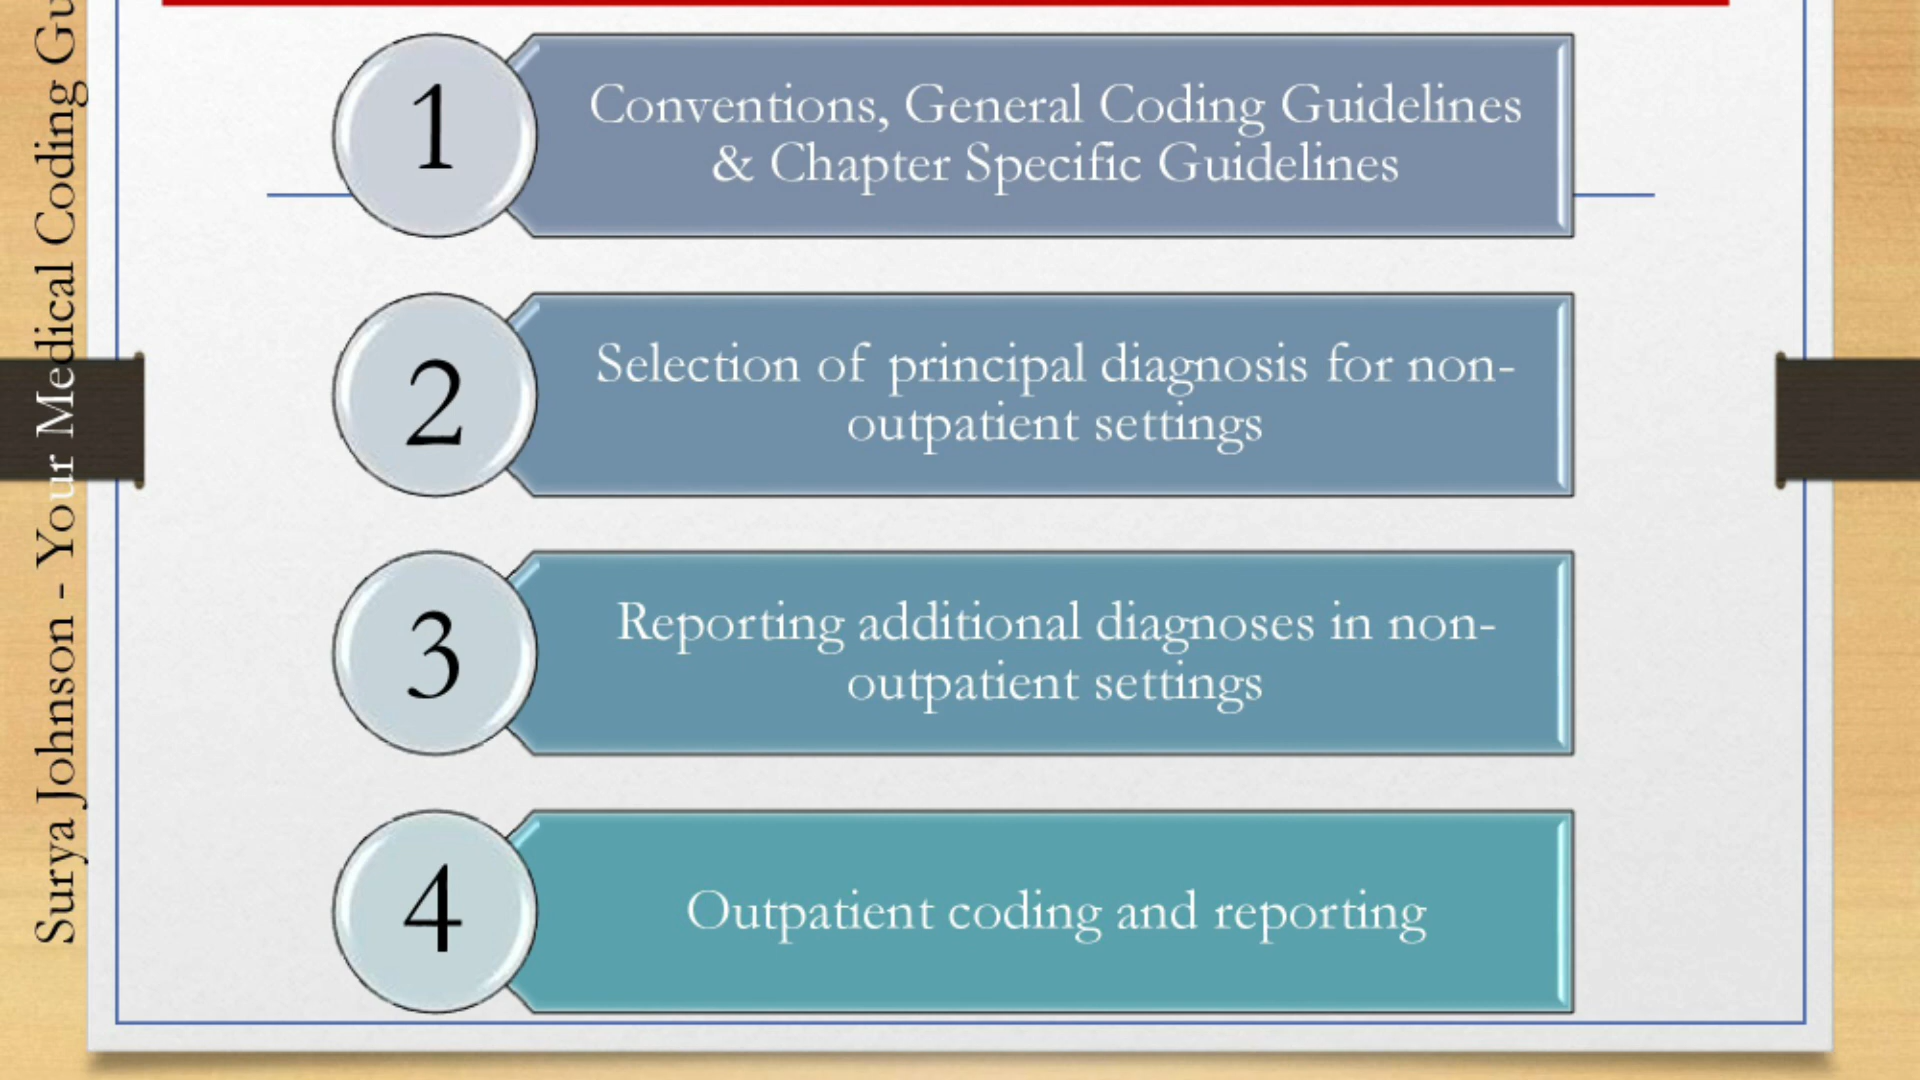 Surya Johnson - Your Medical Coding
1
Conventions, General Coding Guidelines
& Chapter Specific Guidelines
2
Selection of principal diagnosis for non-
outpatient settings
3
Reporting additional diagnoses in non-
outpatient settings
4
Outpatient coding and reporting